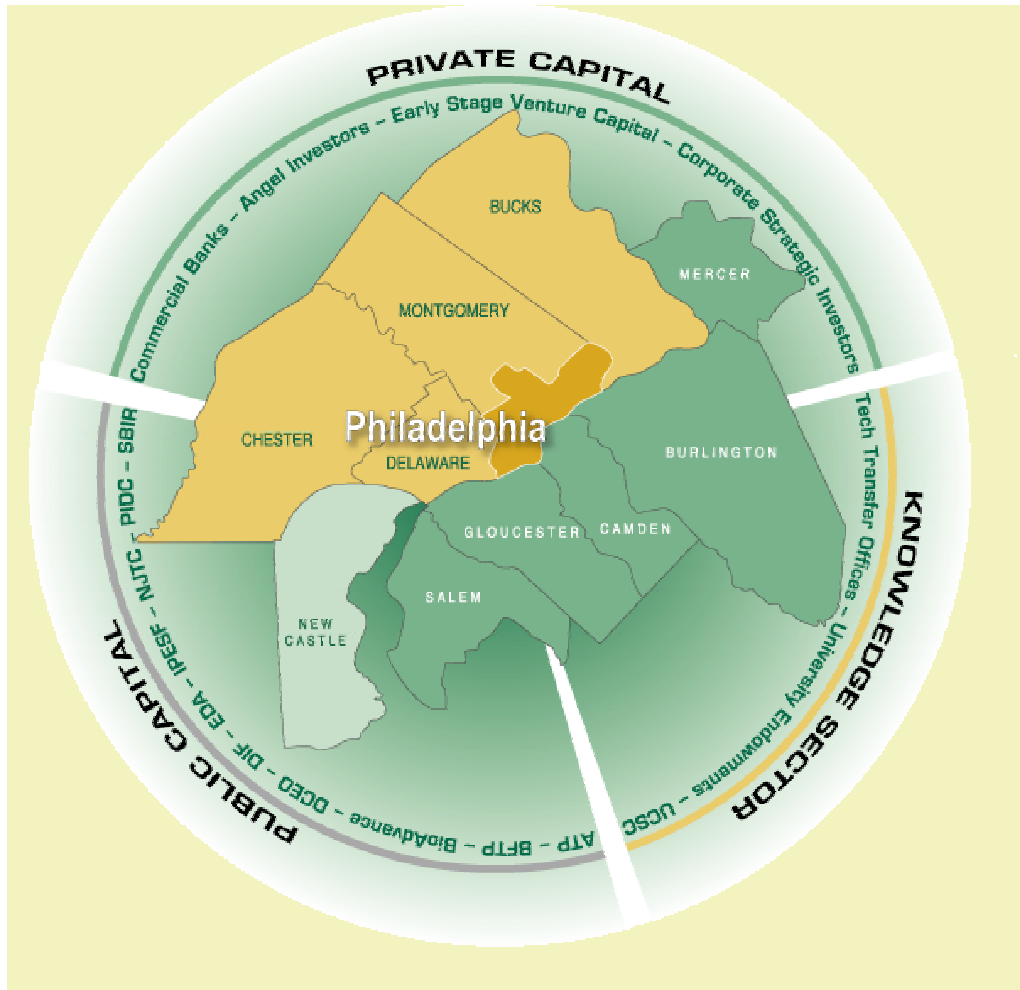 PRIVATE CAPITAL
Commercial Banks – Angel Investors – Early Stage Venture Capital – Corporate Strategic Investors
KNOWLEDGE SECTOR
Tech Transfer Offices – University Endowments – UCSC
PUBLIC CAPITAL
ATP – BFTP – BioAdvance – DCED – DIF – EDA – IPESF – NJTC – PIDC – SBIR
BUCKS
MERCER
MONTGOMERY
CHESTER
Philadelphia
DELAWARE
BURLINGTON
GLOUCESTER
CAMDEN
SALEM
NEW
CASTLE